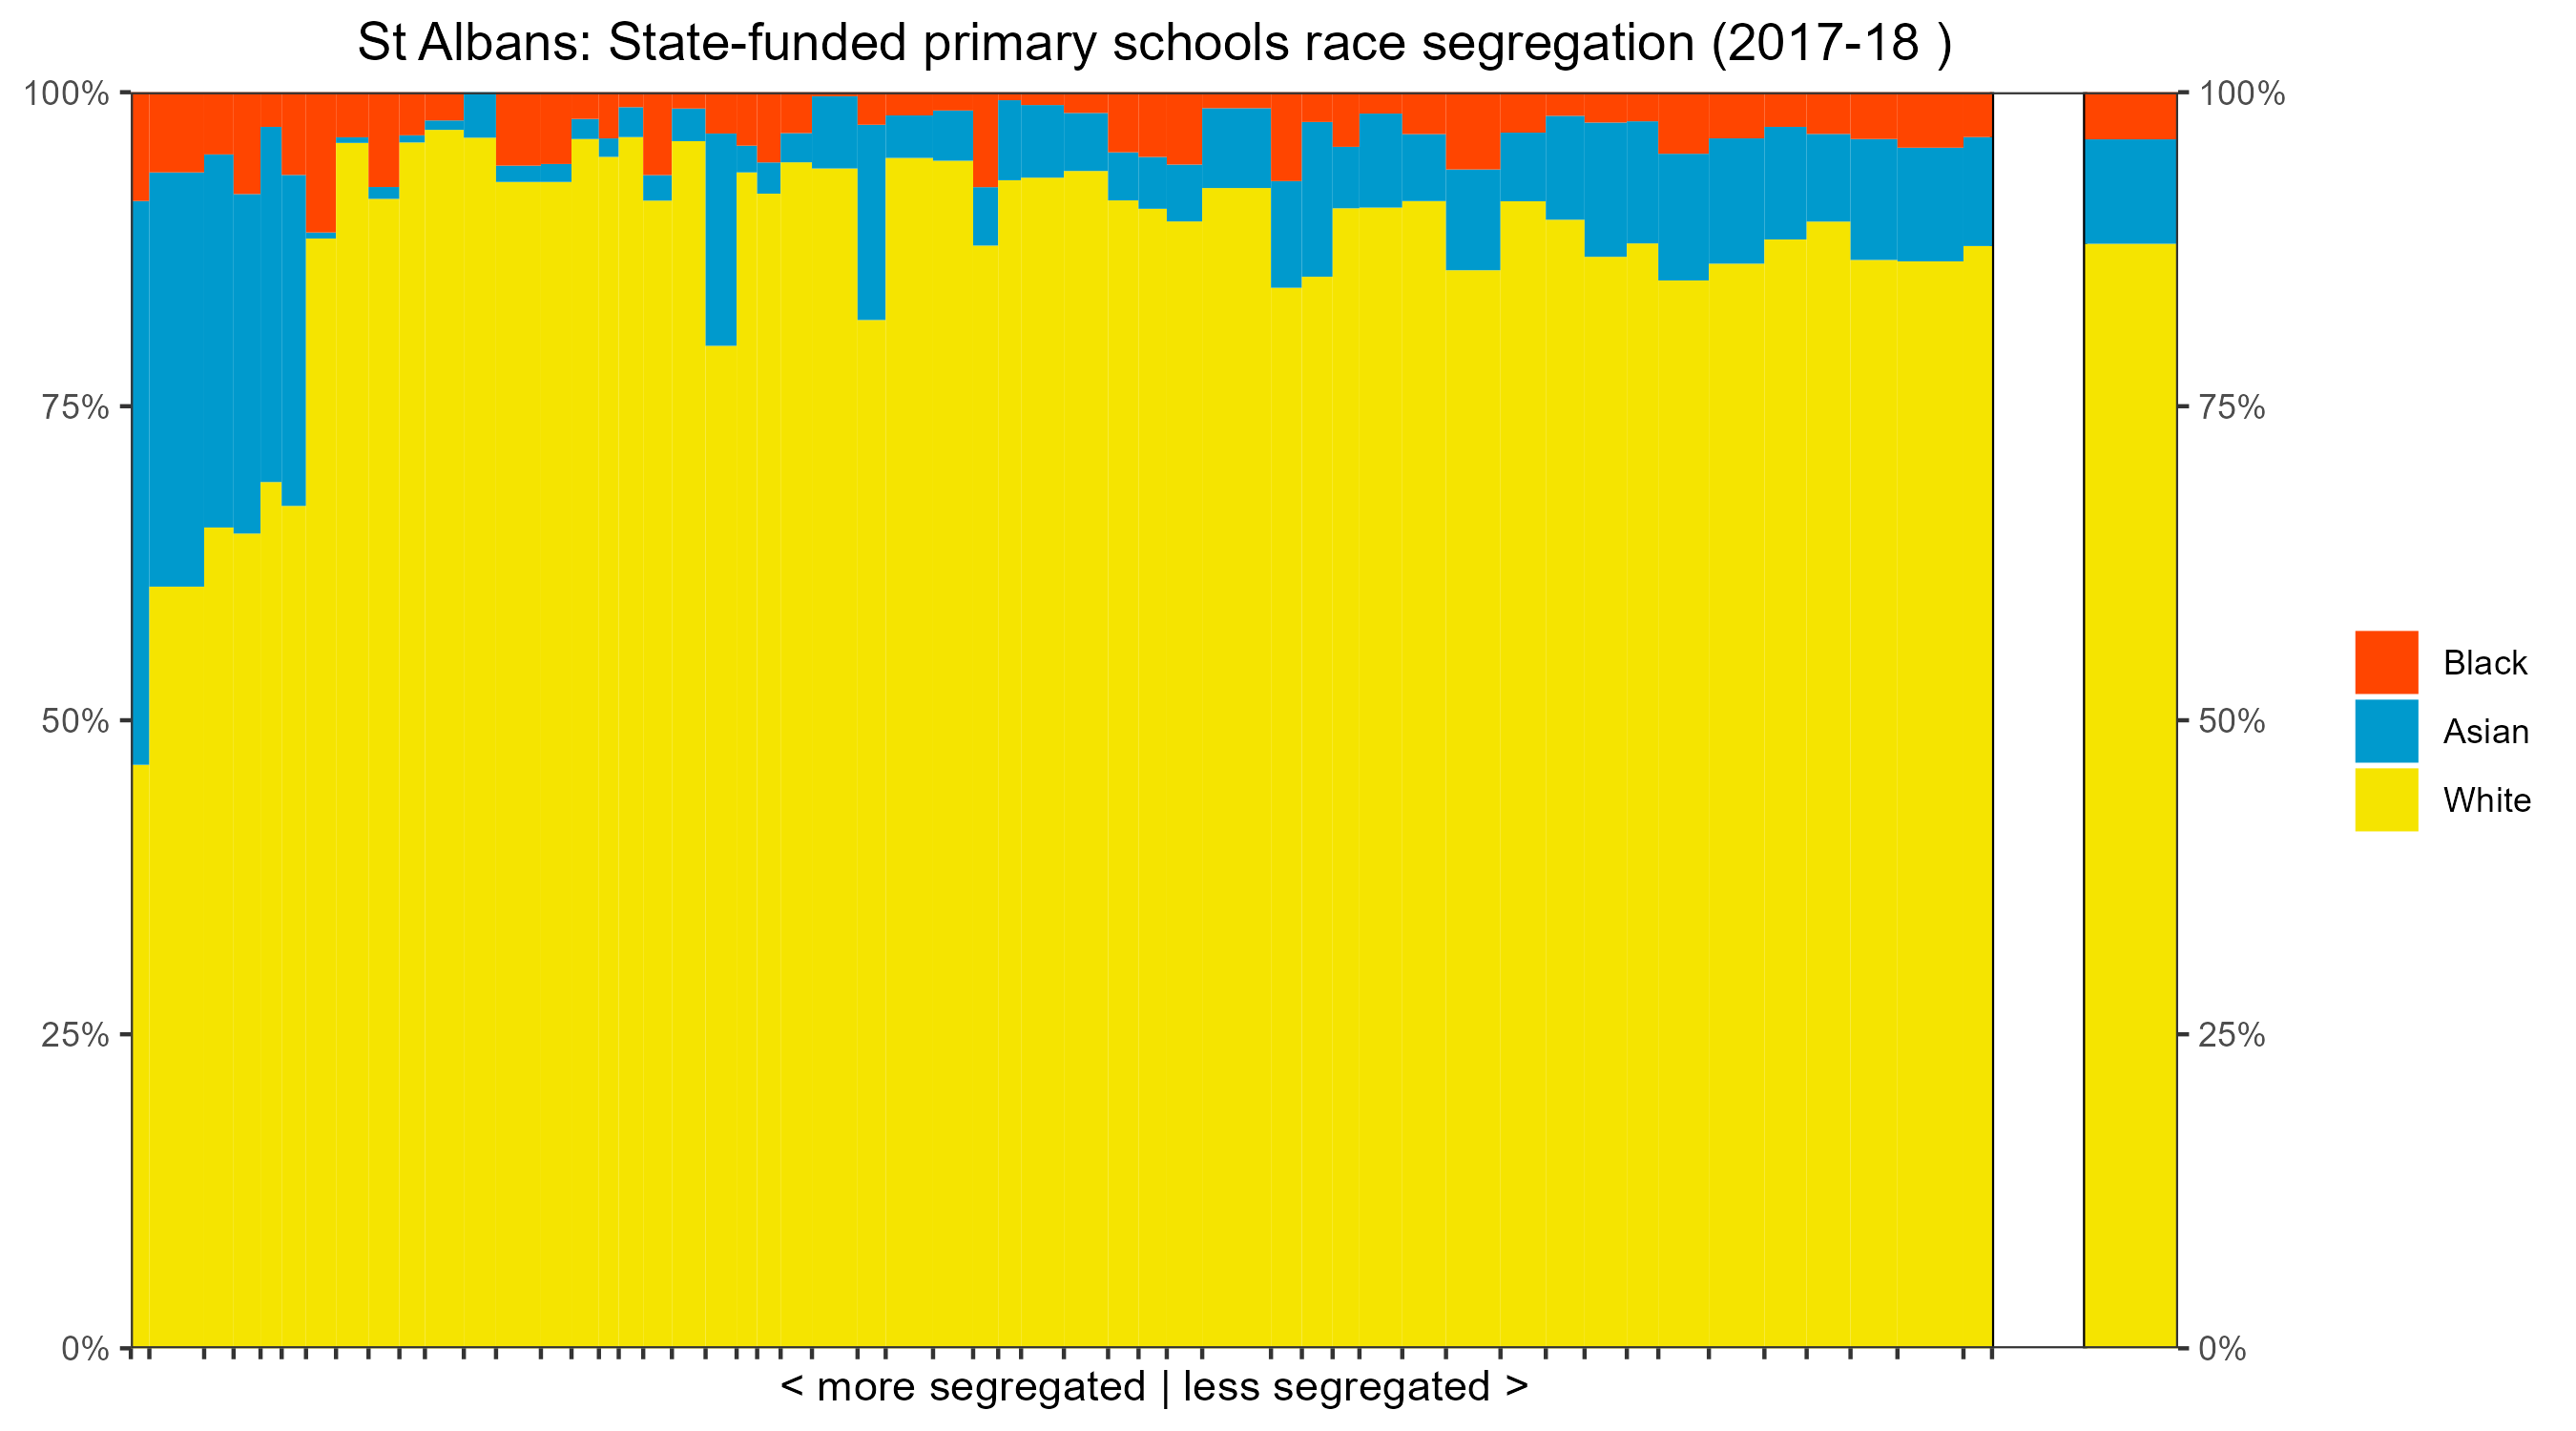 St Albans: State-funded primary schools race segregation (2017-18 )
100%
75%
50%
25%
0%
100%
75%
50%
25%
0%
Black
Asian
White
< more segregated | less segregated >